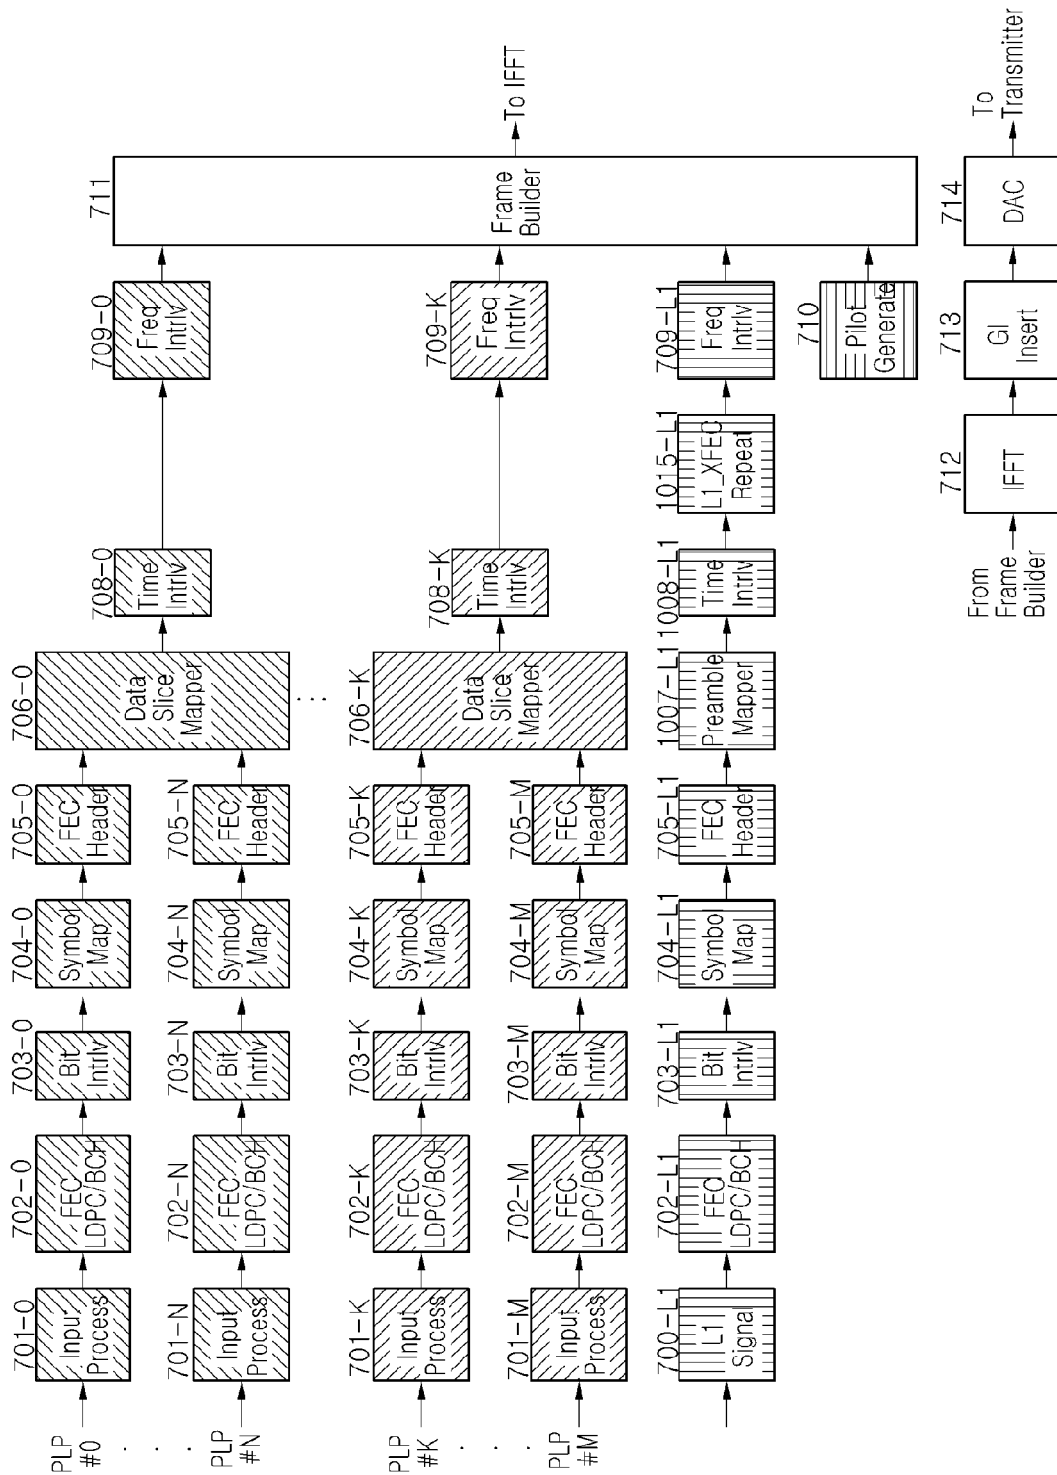 PLP
#0
701-0
Input
Process
702-0
FEC
LDPC/BCH
703-0
Bit
Intrlv
704-0
Symbol
Map
705-0
FEC
Header
706-0
Data
Slice
Mapper
708-0
Time
Intrlv
709-0
Freq
Intrlv
711
Frame
Builder
To IFFT
PLP
#N
701-N
Input
Process
702-N
FEC
LDPC/BCH
703-N
Bit
Intrlv
704-N
Symbol
Map
705-N
FEC
Header
PLP
#K
701-K
Input
Process
702-K
FEC
LDPC/BCH
703-K
Bit
Intrlv
704-K
Symbol
Map
705-K
FEC
Header
706-K
Data
Slice
Mapper
708-K
Time
Intrlv
709-K
Freq
Intrlv
PLP
#M
701-M
Input
Process
702-M
FEC
LDPC/BCH
703-M
Bit
Intrlv
704-M
Symbol
Map
705-M
FEC
Header
700-L1
L1
Signal
702-L1
FEC
LDPC/BCH
703-L1
Bit
Intrlv
704-L1
Symbol
Map
705-L1
FEC
Header
1007-L1
Preamble
Mapper
1008-L1
Time
Intrlv
1015-L1
L1_XFEC
Repeat
709-L1
Freq
Intrlv
710
Pilot
Generate
From
Frame
Builder
712
IFFT
713
GI
Insert
714
DAC
To
Transmitter